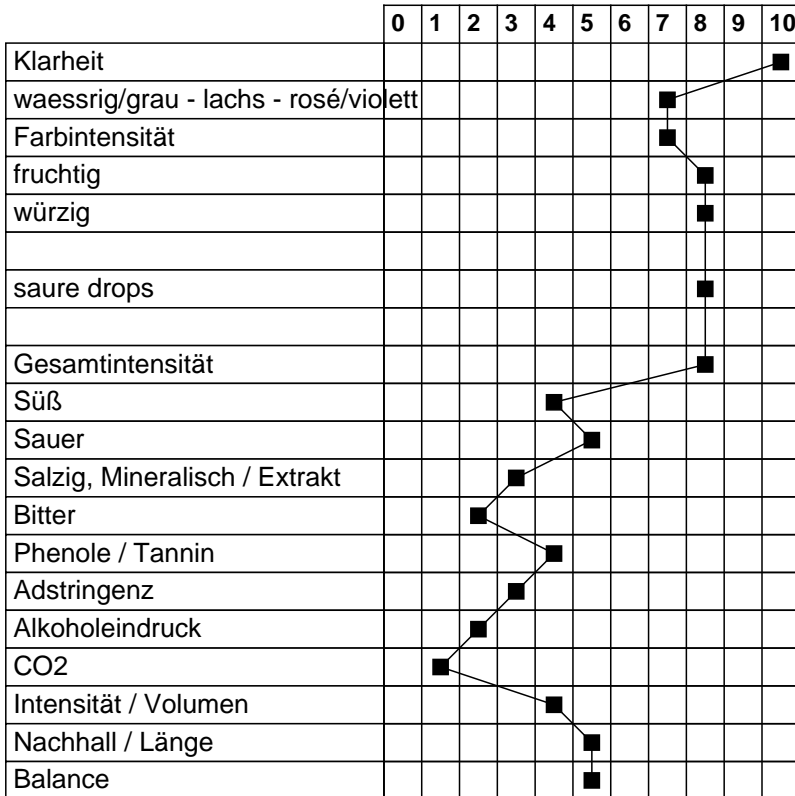 0 1 2 3 4 5 6 7 8 9 10
Klarheit
waessrig/grau - lachs - rosé/violett
Farbintensität
fruchtig
würzig
saure drops
Gesamtintensität
Süß
Sauer
Salzig, Mineralisch / Extrakt
Bitter
Phenole / Tannin
Adstringenz
Alkoholeindruck
CO2
Intensität / Volumen
Nachhall / Länge
Balance